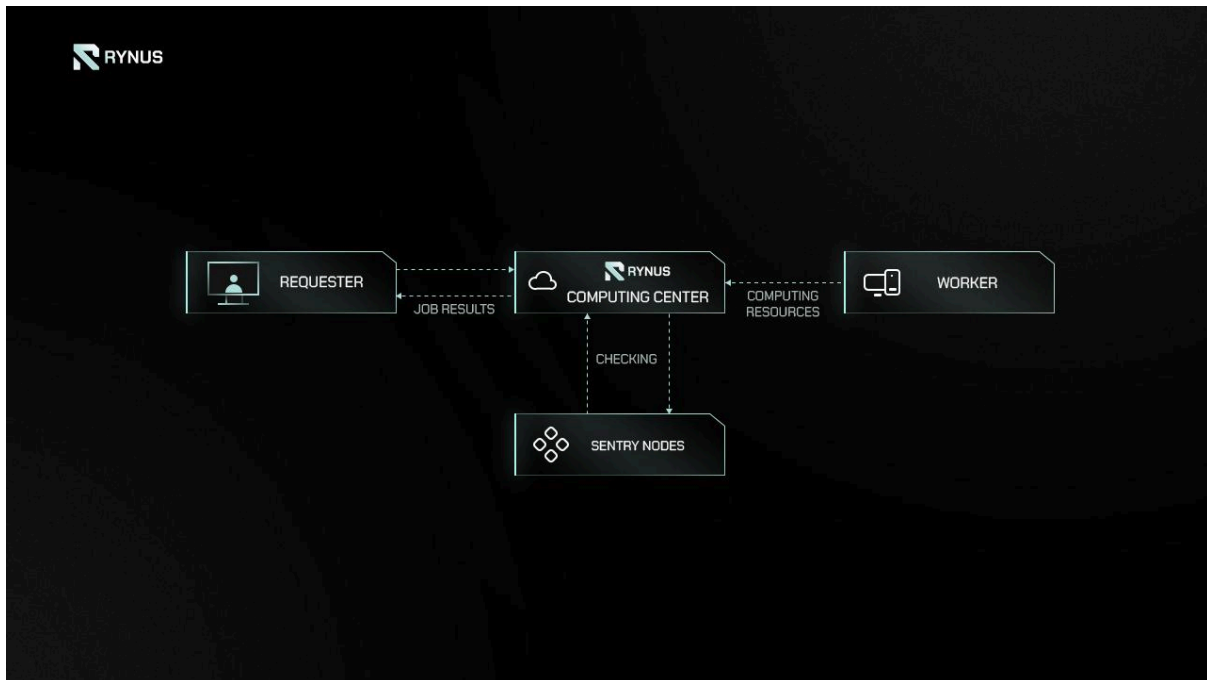 RYNUS
REQUESTER
JOB RESULTS
RYNUS
COMPUTING CENTER
COMPUTING
RESOURCES
WORKER
CHECKING
SENTRY NODES